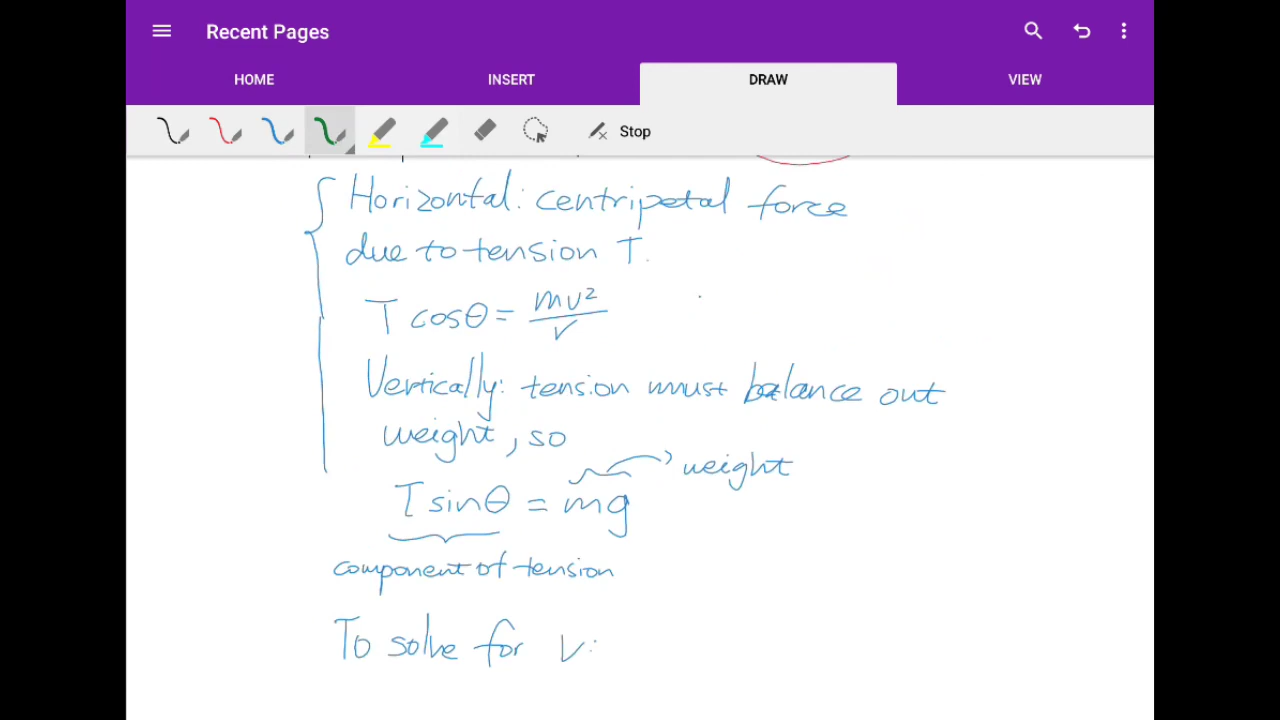 Recent Pages
HOME INSERT DRAW VIEW
Stop
Horizontal: centripetal force
due to tension T.
T cosθ = mv²/r
Vertically: tension must balance out
weight, so
weight
T sinθ = mg
component of tension
To solve for v: